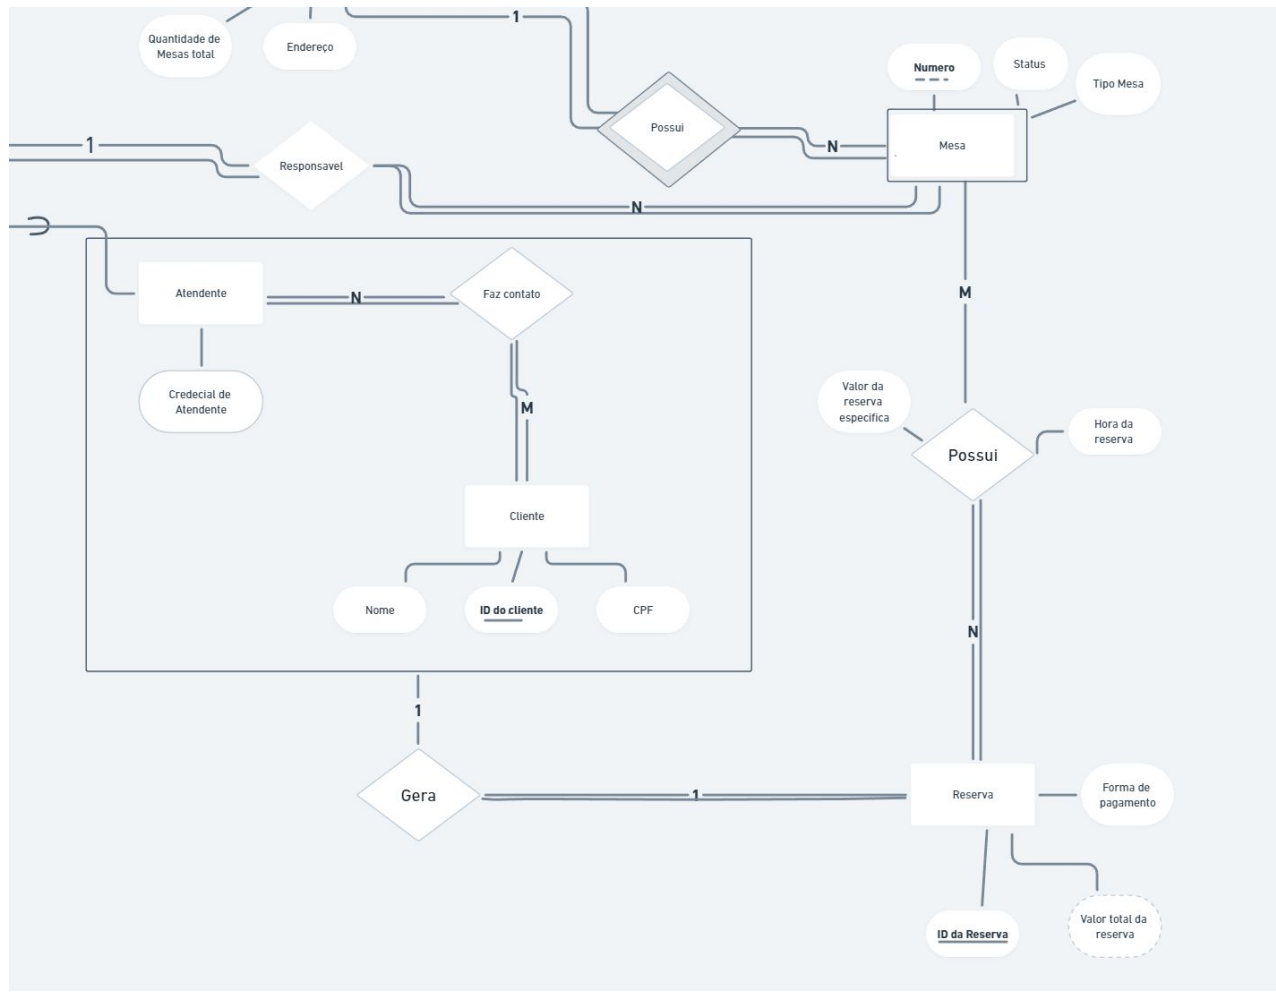 1
Quantidade de
Mesas total
Endereço
Numero
Status
Tipo Mesa
Possui
N
Mesa
1
Responsavel
N
Atendente
N
Faz contato
M
Credecial de
Atendente
M
Valor da
reserva
especifica
Hora da
reserva
Possui
Cliente
Nome
ID do cliente
CPF
N
1
Gera
1
Reserva
Forma de
pagamento
ID da Reserva
Valor total da
reserva